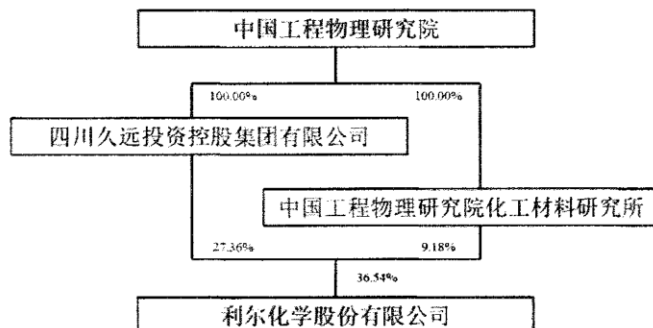 中国工程物理研究院
100.00% 100.00%
四川久远投资控股集团有限公司
中国工程物理研究院化工材料研究所
27.36% 9.18%
36.54%
利尔化学股份有限公司